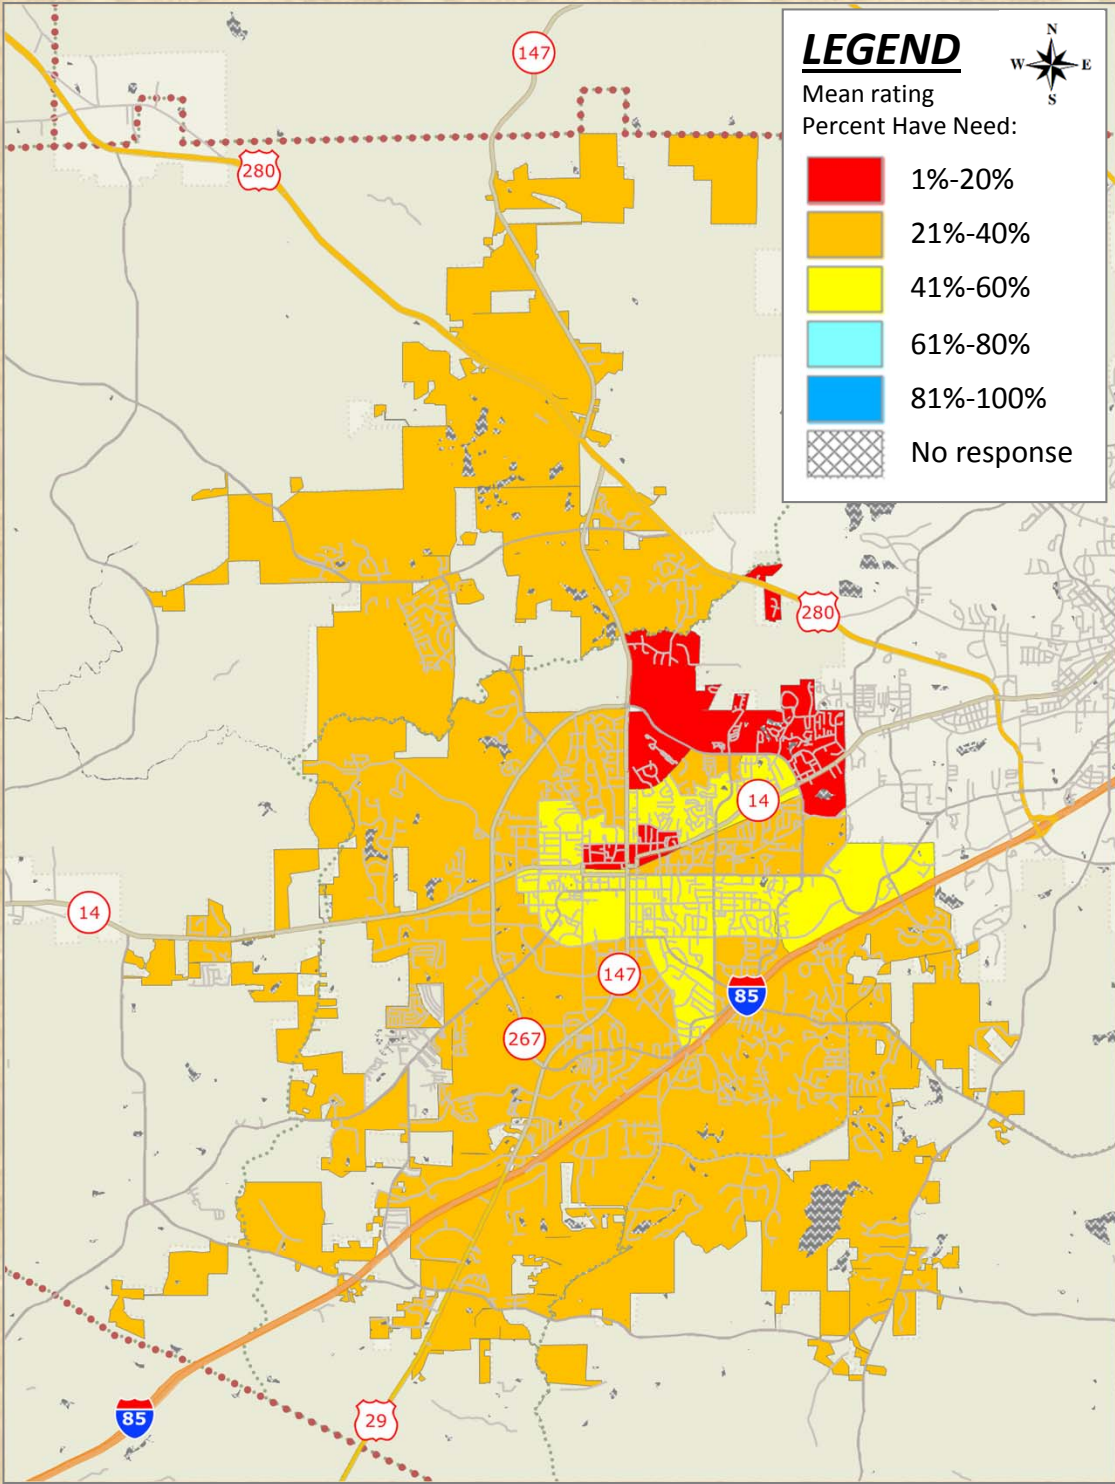 147
LEGEND
N
W E
S
Mean rating
Percent Have Need:
280
1%-20%
21%-40%
41%-60%
61%-80%
81%-100%
No response
280
14
14
147
85
267
85
29